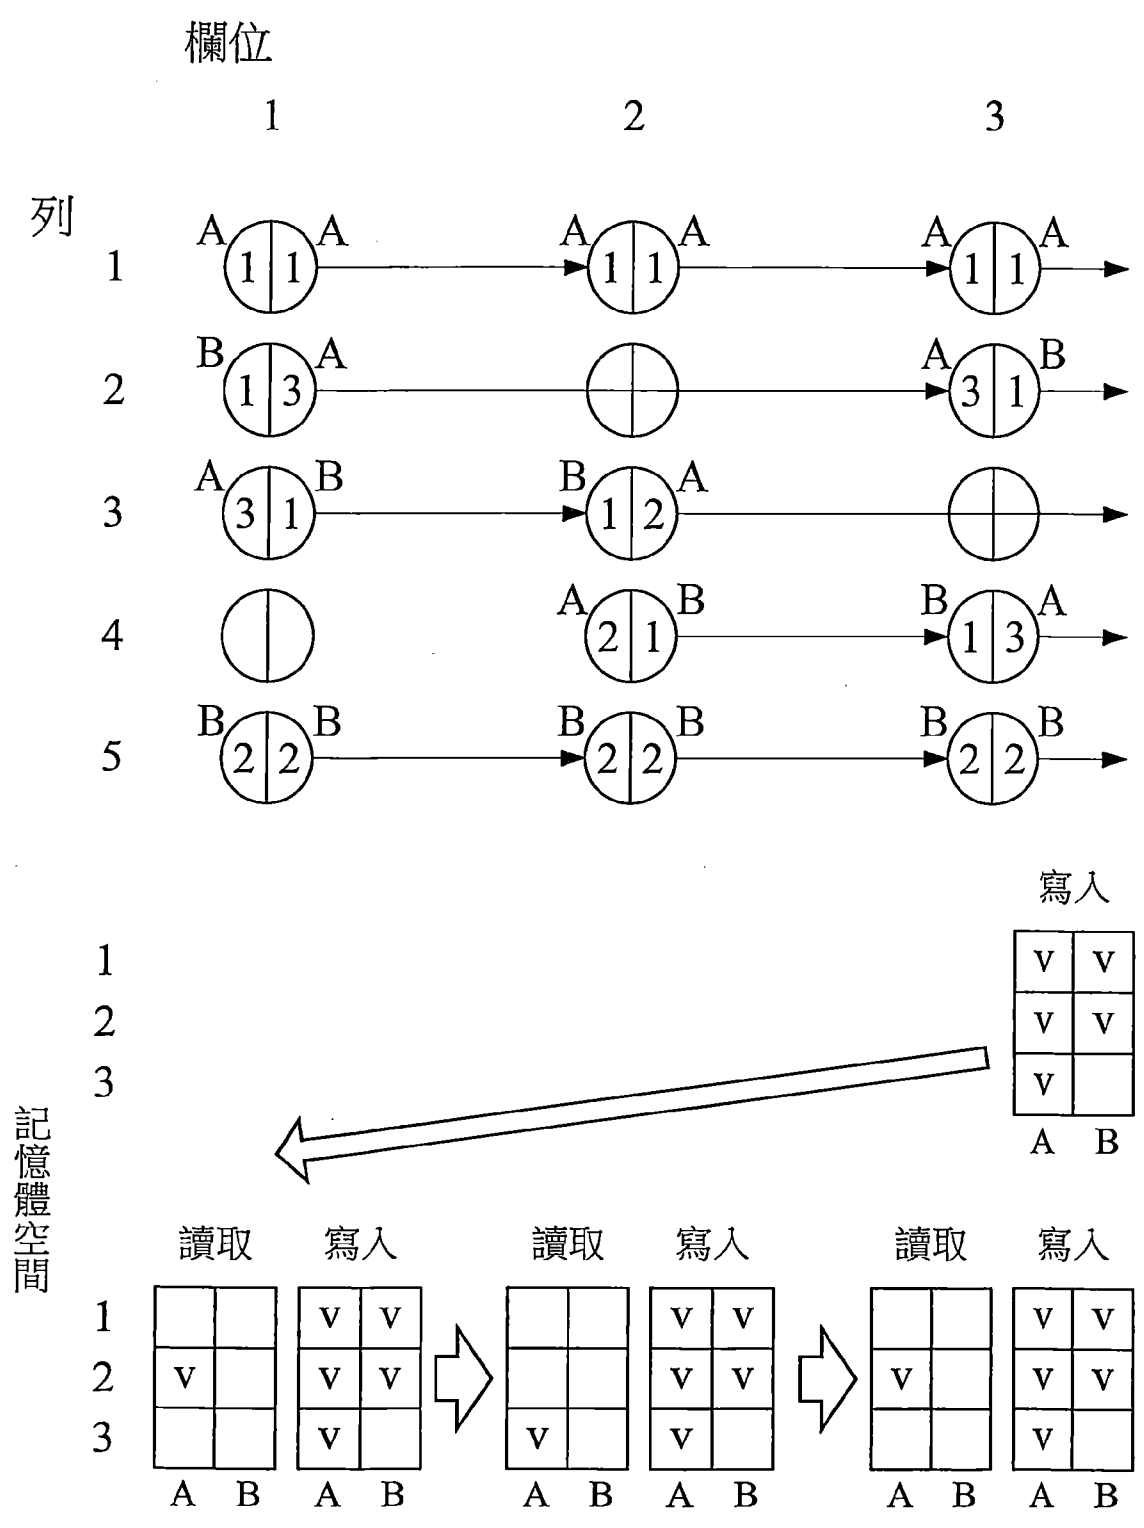 欄位
1 2 3
列
A A A A A A
1 1 1 1 1 1 1
B A A B
2 1 3 3 1
A B B A
3 3 1 1 2
A B B A
4 2 1 1 3
B B B B B B
5 2 2 2 2 2 2
寫入
1 v v
2 v v
3 v
A B
記憶體空間
讀取 寫入 讀取 寫入 讀取 寫入
1 v v v v v v
2 v v v v v v v v
3 v v v v
A B A B A B A B A B A B